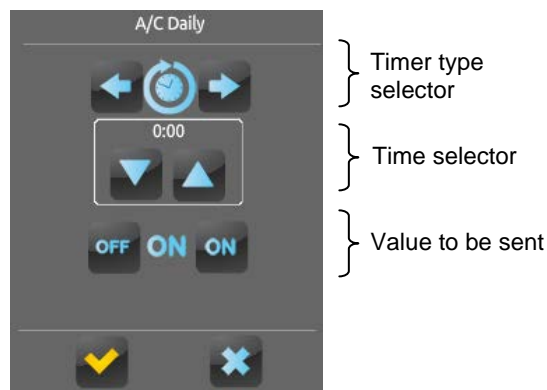 A/C Daily
Timer type
selector
0:00
Time selector
OFF ON ON
Value to be sent